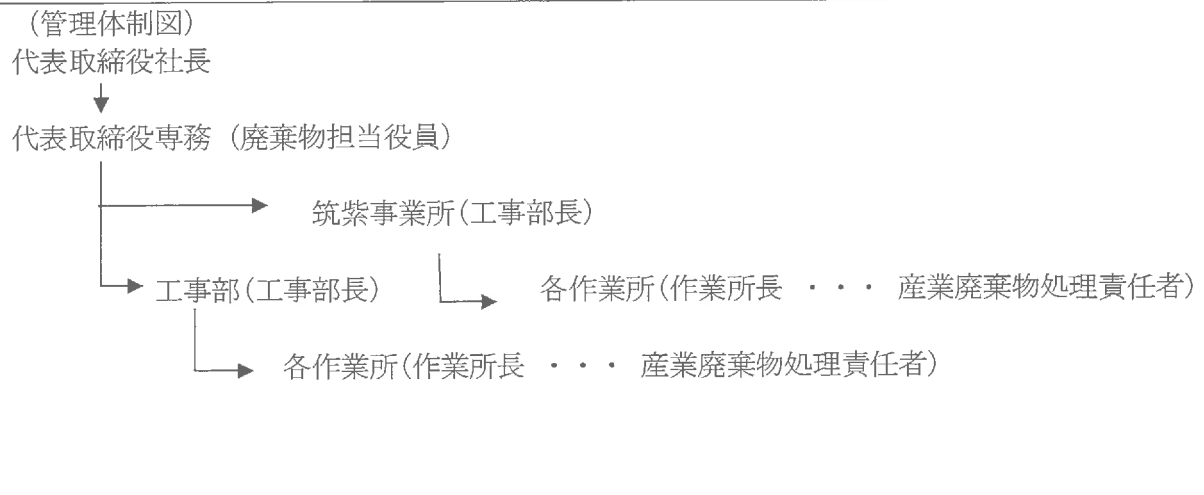 （管理体制図）
代表取締役社長
代表取締役専務（廃棄物担当役員）
筑紫事業所(工事部長)
工事部(工事部長)
各作業所(作業所長 ・・・ 産業廃棄物処理責任者)
各作業所(作業所長 ・・・ 産業廃棄物処理責任者)